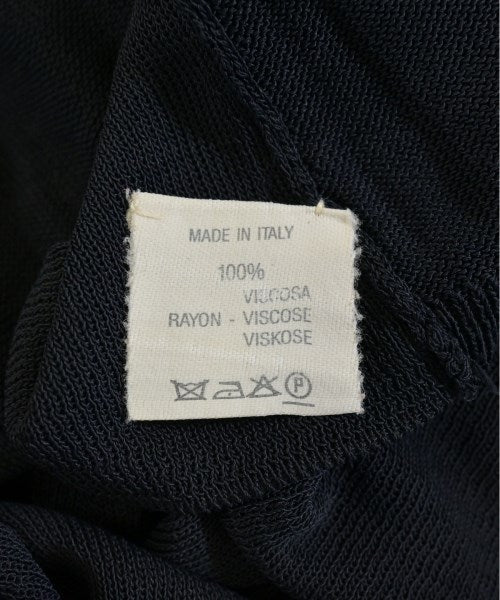 MADE IN ITALY
100%
VISCOSA
RAYON - VISCOSE
VISKOSE
P